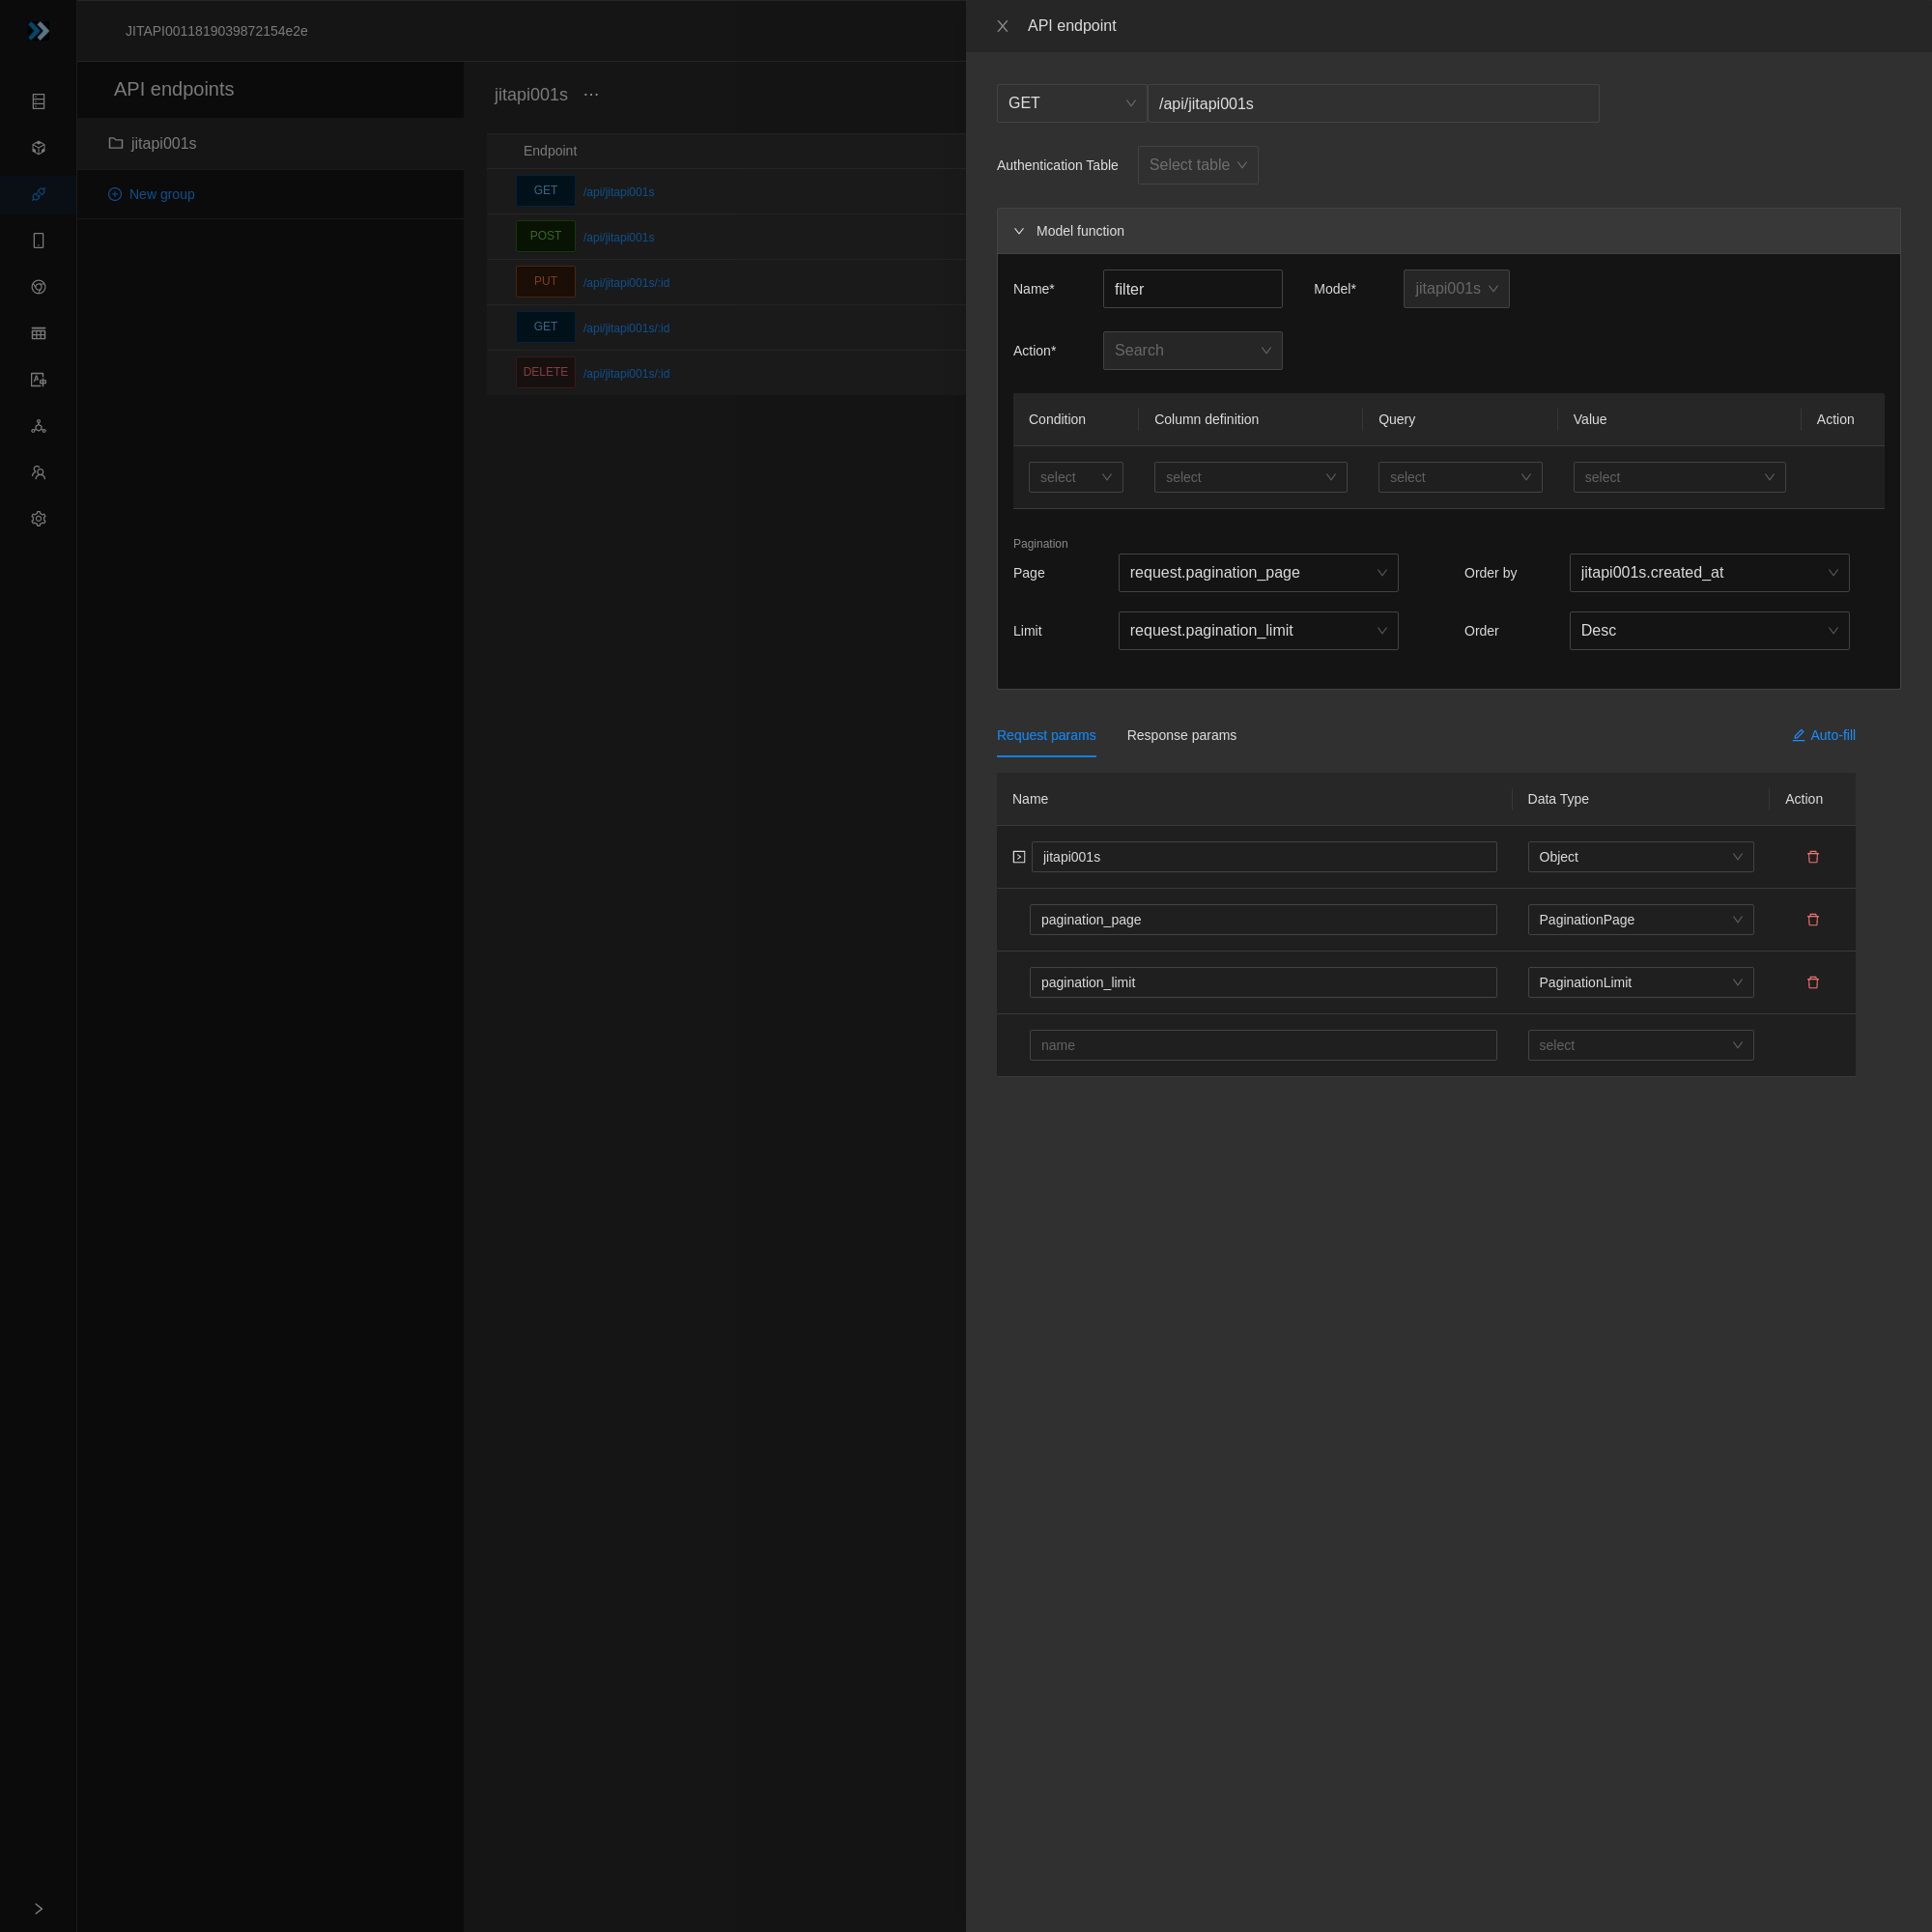 JITAPI0011819039872154e2e
API endpoints
jitapi001s
New group
jitapi001s ···
Endpoint
GET /api/jitapi001s
POST /api/jitapi001s
PUT /api/jitapi001s/:id
GET /api/jitapi001s/:id
DELETE /api/jitapi001s/:id
API endpoint
GET /api/jitapi001s
Authentication Table Select table
Model function
Name* filter Model* jitapi001s
Action* Search
Condition Column definition Query Value Action
select select select select
Pagination
Page request.pagination_page Order by jitapi001s.created_at
Limit request.pagination_limit Order Desc
Request params Response params Auto-fill
Name Data Type Action
jitapi001s Object
pagination_page PaginationPage
pagination_limit PaginationLimit
name select